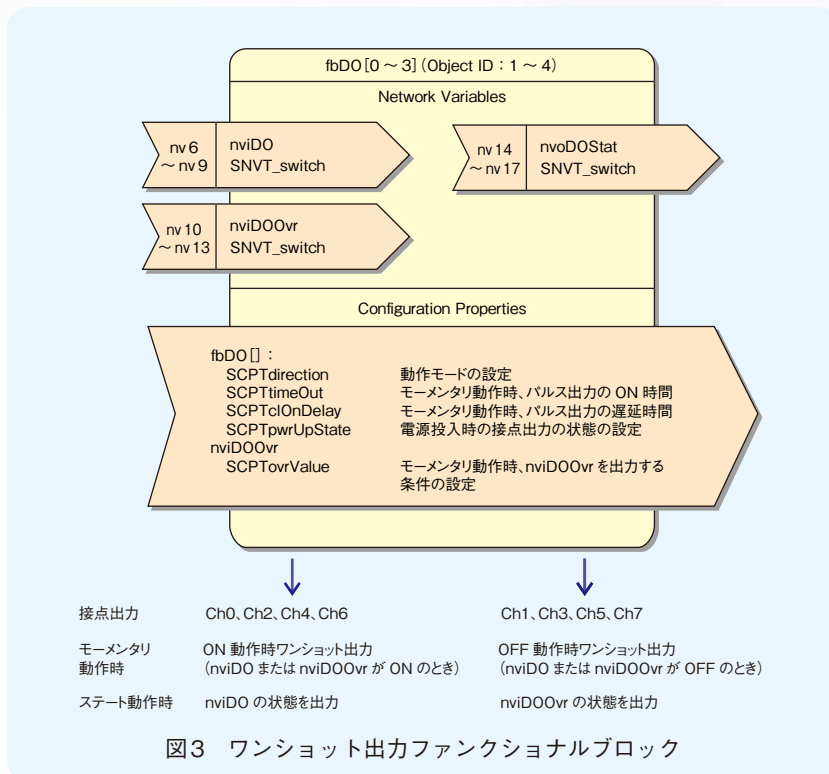 fbDO[0 ～ 3](Object ID：1 ～ 4)
Network Variables
nv 6
～ nv 9
nviDO
SNVT_switch
nv 14
～ nv 17
nvoDOStat
SNVT_switch
nv 10
～ nv 13
nviDOOvr
SNVT_switch
Configuration Properties
fbDO[]：
SCPTdirection 動作モードの設定
SCPTtimeOut モーメンタリ動作時、パルス出力の ON 時間
SCPTclOnDelay モーメンタリ動作時、パルス出力の遅延時間
SCPTpwrUpState 電源投入時の接点出力の状態の設定
nviDOOvr
SCPTovrValue モーメンタリ動作時、nviDOOvr を出力する
条件の設定
接点出力 Ch0、Ch2、Ch4、Ch6 Ch1、Ch3、Ch5、Ch7
モーメンタリ ON 動作時ワンショット出力 OFF 動作時ワンショット出力
動作時 (nviDO または nviDOOvr が ON のとき) (nviDO または nviDOOvr が OFF のとき)
ステート動作時 nviDO の状態を出力 nviDOOvr の状態を出力
図3 ワンショット出力ファンクショナルブロック